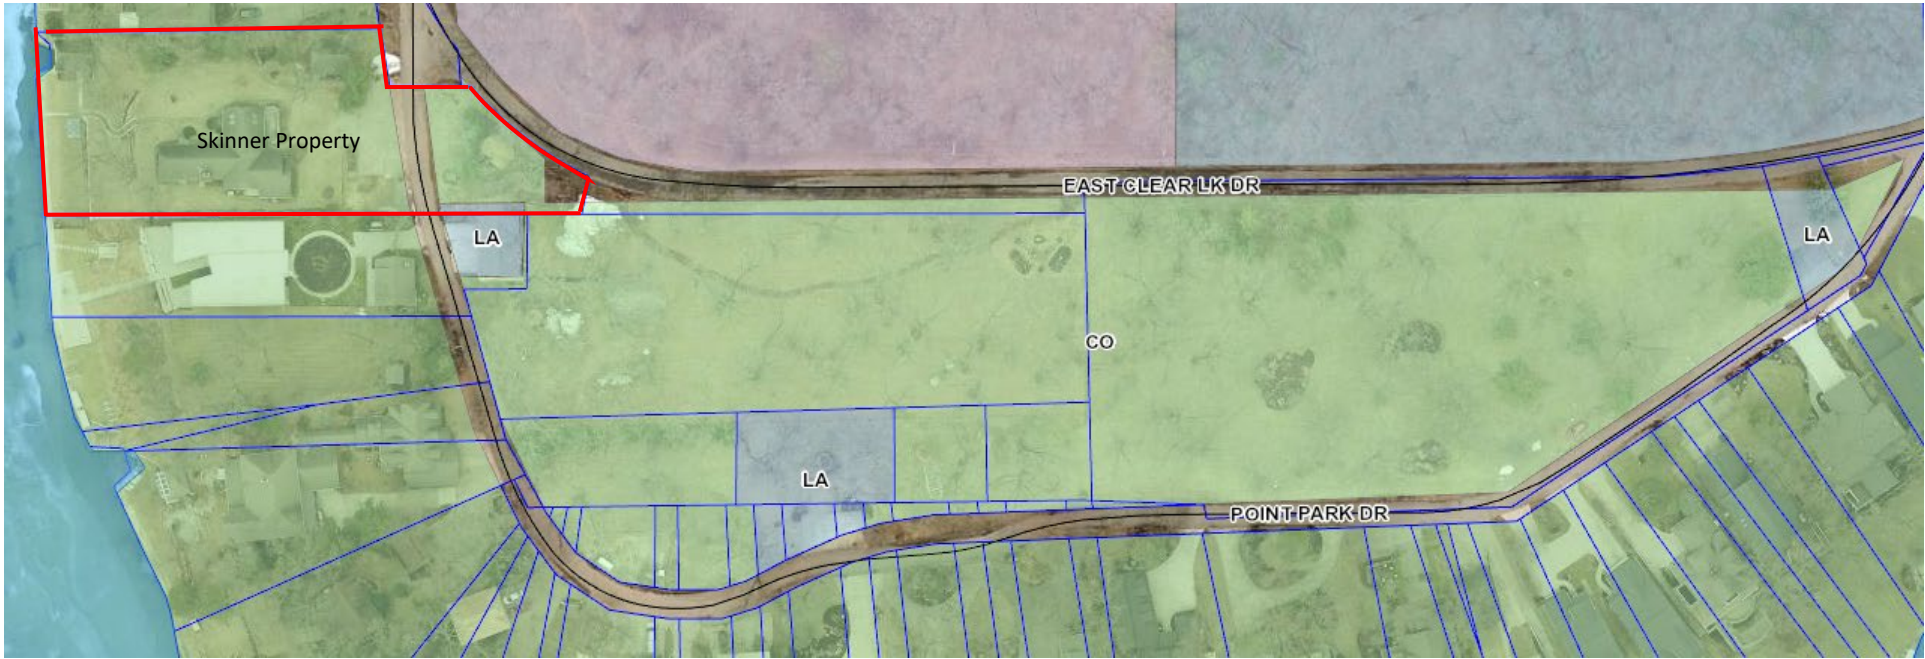 Skinner Property
EAST CLEAR LK DR
LA
LA
CO
LA
POINT PARK DR